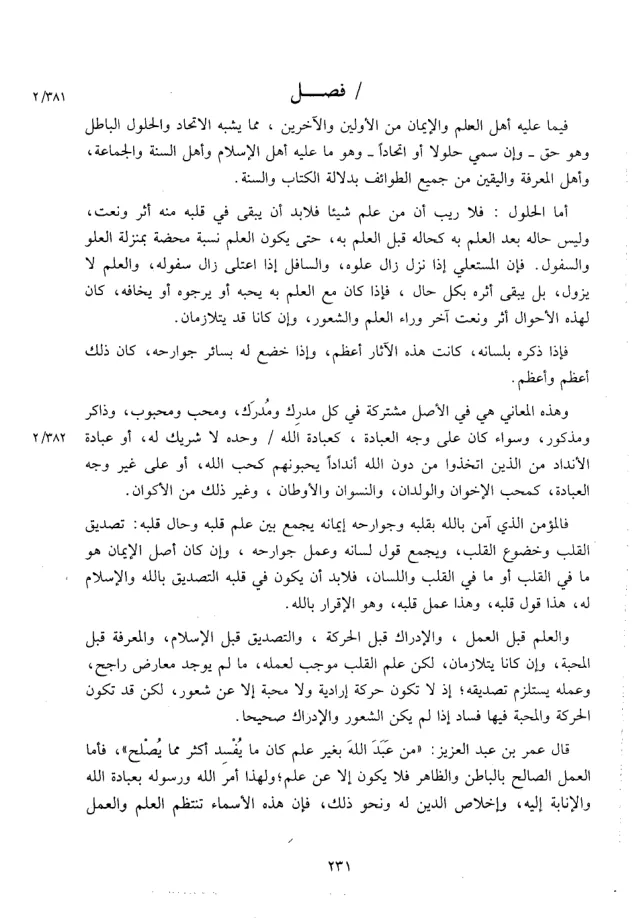 ٢/٣٨١
/ فصـــل
فيما عليه أهل العلم والإيمان من الأولين والآخرين ، مما يشبه الاتحاد والحلول الباطل
وهو حق ـ وإن سمي حلولا أو اتحاداً ـ وهو ما عليه أهل الإسلام وأهل السنة والجماعة،
وأهل المعرفة واليقين من جميع الطوائف بدلالة الكتاب والسنة.
أما الحلول : فلا ريب أن من علم شيئا فلابد أن يبقى في قلبه منه أثر ونعت،
وليس حاله بعد العلم به كحاله قبل العلم به، حتى يكون العلم نسبة محضة بمنزلة العلو
والسفول. فإن المستعلي إذا نزل زال علوه، والسافل إذا اعتلى زال سفوله، والعلم لا
يزول، بل يبقى أثره بكل حال ، فإذا كان مع العلم به يحبه أو يرجوه أو يخافه، كان
لهذه الأحوال أثر ونعت آخر وراء العلم والشعور، وإن كانا قد يتلازمان.
فإذا ذكره بلسانه، كانت هذه الآثار أعظم، وإذا خضع له بسائر جوارحه، كان ذلك
أعظم وأعظم.
وهذه المعاني هي في الأصل مشتركة في كل مدرِك ومُدرَك، ومحب ومحبوب، وذاكر
ومذكور، وسواء كان على وجه العبادة ، كعبادة الله / وحده لا شريك له، أو عبادة
٢/٣٨٢
الأنداد من الذين اتخذوا من دون الله أنداداً يحبونهم كحب الله، أو على غير وجه
العبادة، كمحب الإخوان والولدان، والنسوان والأوطان ، وغير ذلك من الأكوان.
فالمؤمن الذي آمن بالله بقلبه وجوارحه إيمانه يجمع بين علم قلبه وحال قلبه: تصديق
القلب وخضوع القلب، ويجمع قول لسانه وعمل جوارحه ، وإن كان أصل الإيمان هو
ما في القلب أو ما في القلب واللسان، فلابد أن يكون في قلبه التصديق بالله والإسلام
له، هذا قول قلبه، وهذا عمل قلبه، وهو الإقرار بالله.
والعلم قبل العمل ، والإدراك قبل الحركة ، والتصديق قبل الإسلام، والمعرفة قبل
المحبة، وإن كانا يتلازمان، لكن علم القلب موجب لعمله، ما لم يوجد معارض راجح،
وعمله يستلزم تصديقه؛ إذ لا تكون حركة إرادية ولا محبة إلا عن شعور، لكن قد تكون
الحركة والمحبة فيها فساد إذا لم يكن الشعور والإدراك صحيحا.
قال عمر بن عبد العزيز: «من عَبَدَ اللهَ بغير علم كان ما يُفْسِد أكثر مما يُصْلح»، فأما
العمل الصالح بالباطن والظاهر فلا يكون إلا عن علم؛ولهذا أمر الله ورسوله بعبادة الله
والإنابة إليه، وإخلاص الدين له ونحو ذلك، فإن هذه الأسماء تنتظم العلم والعمل
٢٣١